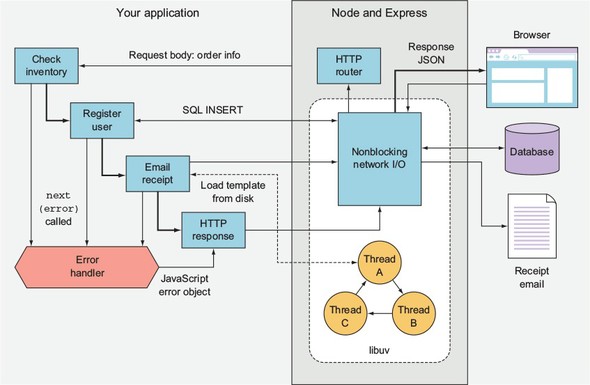 Your application
Node and Express
Browser
Check
inventory
Request body: order info
HTTP
router
Response
JSON
Register
user
SQL INSERT
Nonblocking
network I/O
Database
Email
receipt
Load template
from disk
next
(error)
called
HTTP
response
Error
handler
JavaScript
error object
Thread
A
Thread
C
Thread
B
libuv
Receipt
email